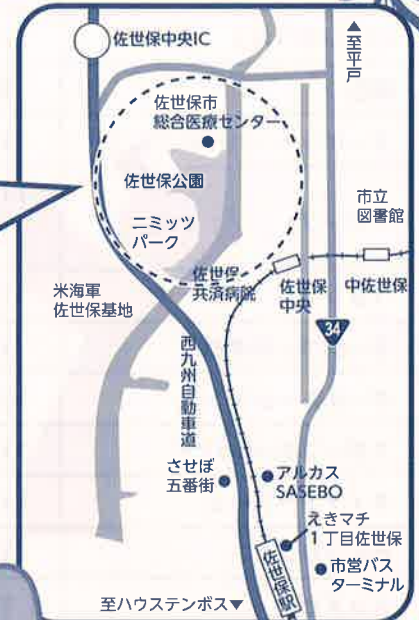 佐世保中央IC
▲至平戸
佐世保市
総合医療センター
佐世保公園
ニミッツ
パーク
市立
図書館
米海軍
佐世保基地
佐世保
共済病院
佐世保
中央
中佐世保
34
西九州自動車道
させぼ
五番街
アルカス
SASEBO
えきマチ
1丁目佐世保
佐世保駅
市営バス
ターミナル
至ハウステンボス▼